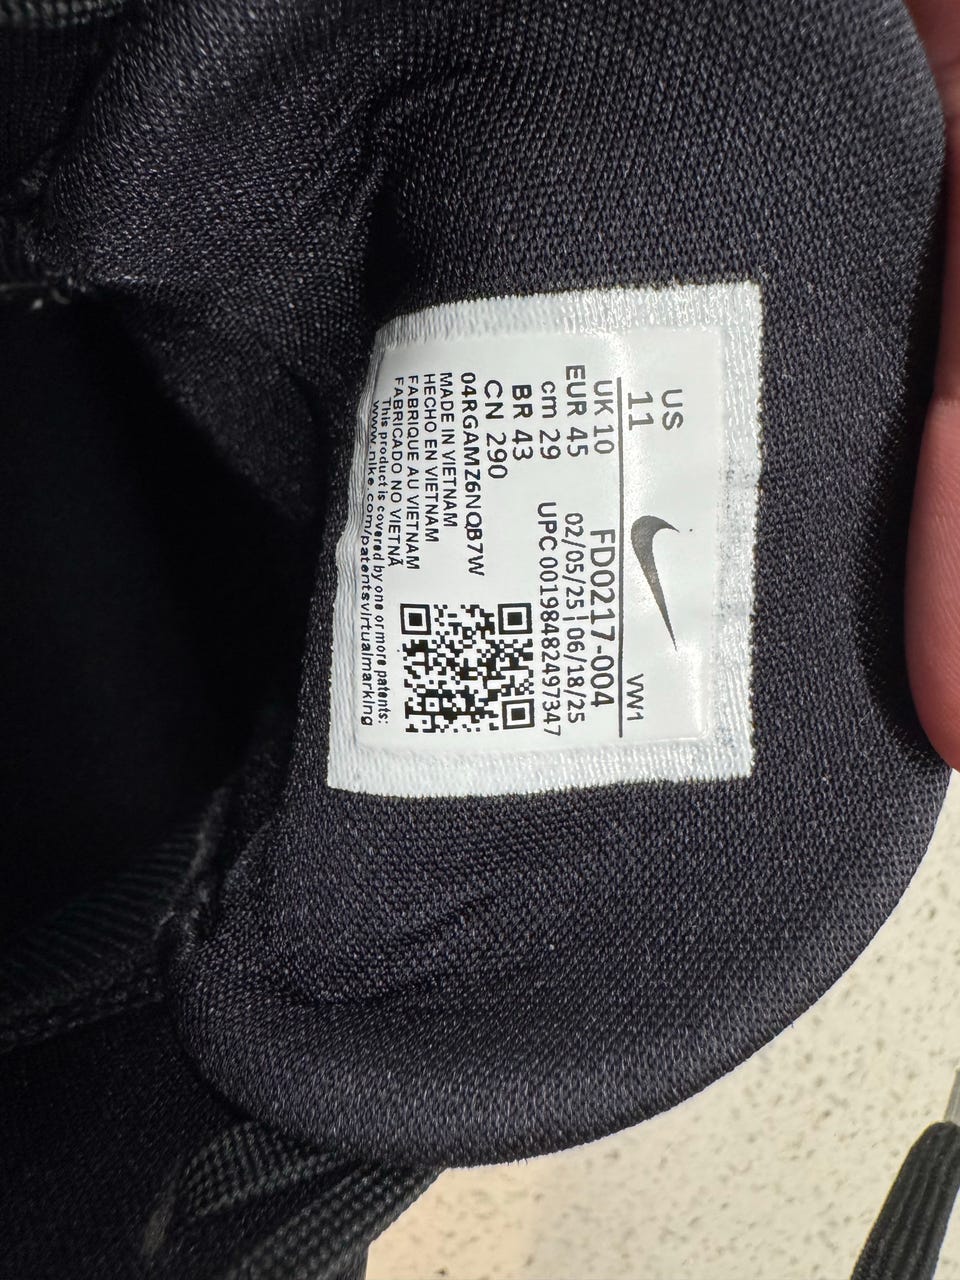 US
11
VW1
UK 10
FD0217-004
EUR 45
02/05/25 | 06/18/25
cm 29
UPC 00198482497347
BR 43
CN 290
04RGAMZ6NQB7W
MADE IN VIETNAM
HECHO EN VIETNAM
FABRIQUE AU VIETNAM
FABRICADO NO VIETNÃ
This product is covered by one or more patents:
www.nike.com/patentsvirtualmarking